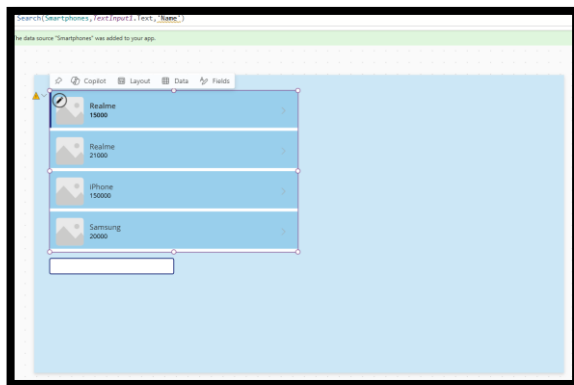 Search(Smartphones,TextInput1.Text,'Name')
The data source "Smartphones" was added to your app.
Copilot Layout Data Fields
Realme
15000
Realme
21000
iPhone
150000
Samsung
20000